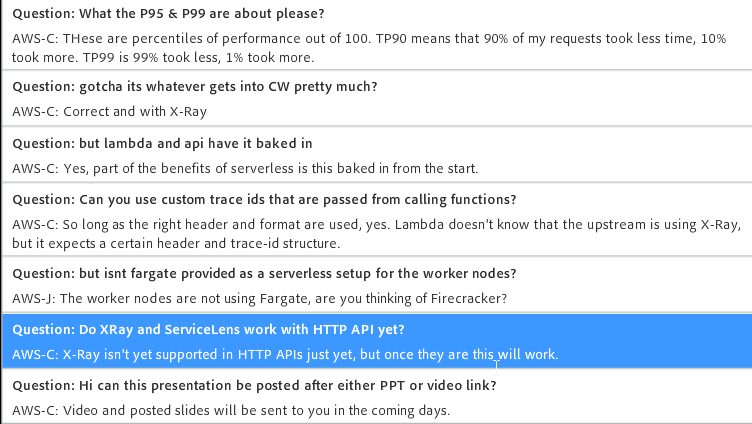 Question: What the P95 & P99 are about please?
AWS-C: THese are percentiles of performance out of 100. TP90 means that 90% of my requests took less time, 10%
took more. TP99 is 99% took less, 1% took more.
Question: gotcha its whatever gets into CW pretty much?
AWS-C: Correct and with X-Ray
Question: but lambda and api have it baked in
AWS-C: Yes, part of the benefits of serverless is this baked in from the start.
Question: Can you use custom trace ids that are passed from calling functions?
AWS-C: So long as the right header and format are used, yes. Lambda doesn't know that the upstream is using X-Ray,
but it expects a certain header and trace-id structure.
Question: but isnt fargate provided as a serverless setup for the worker nodes?
AWS-J: The worker nodes are not using Fargate, are you thinking of Firecracker?
Question: Do XRay and ServiceLens work with HTTP API yet?
AWS-C: X-Ray isn't yet supported in HTTP APIs just yet, but once they are this will work.
Question: Hi can this presentation be posted after either PPT or video link?
AWS-C: Video and posted slides will be sent to you in the coming days.